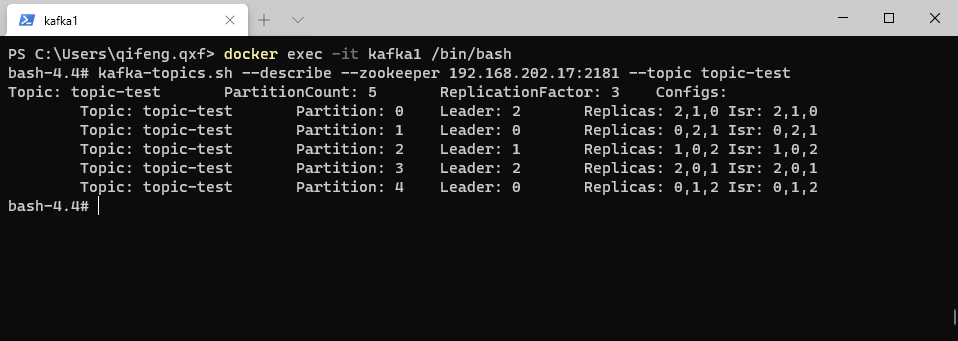 kafka1
PS C:\Users\qifeng.qxf> docker exec -it kafka1 /bin/bash
bash-4.4# kafka-topics.sh --describe --zookeeper 192.168.202.17:2181 --topic topic-test
Topic: topic-test PartitionCount: 5 ReplicationFactor: 3 Configs:
Topic: topic-test Partition: 0 Leader: 2 Replicas: 2,1,0 Isr: 2,1,0
Topic: topic-test Partition: 1 Leader: 0 Replicas: 0,2,1 Isr: 0,2,1
Topic: topic-test Partition: 2 Leader: 1 Replicas: 1,0,2 Isr: 1,0,2
Topic: topic-test Partition: 3 Leader: 2 Replicas: 2,0,1 Isr: 2,0,1
Topic: topic-test Partition: 4 Leader: 0 Replicas: 0,1,2 Isr: 0,1,2
bash-4.4#